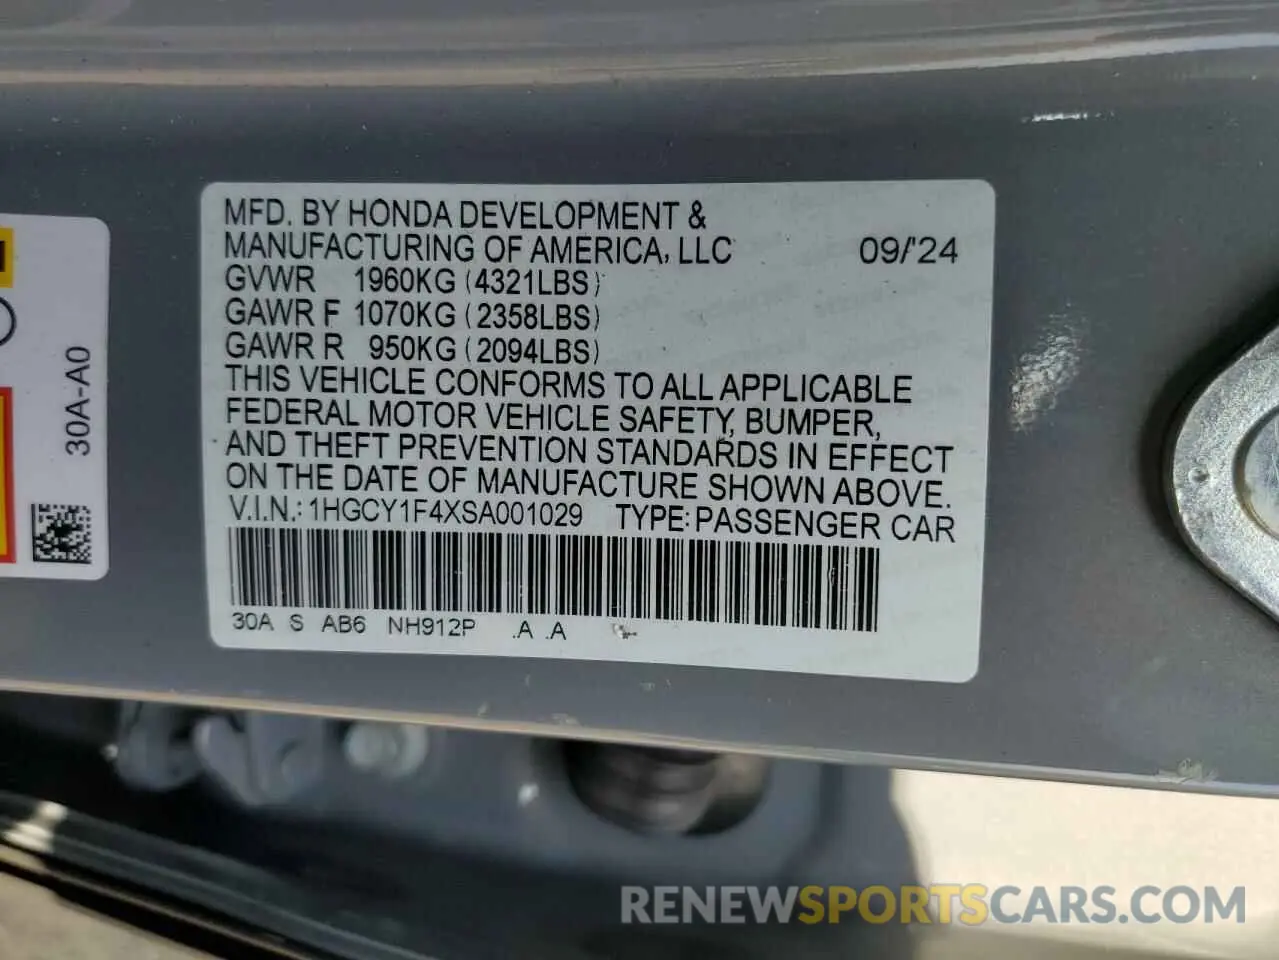 MFD. BY HONDA DEVELOPMENT &
MANUFACTURING OF AMERICA, LLC 09/'24
GVWR 1960KG (4321LBS)
GAWR F 1070KG (2358LBS)
GAWR R 950KG (2094LBS)
THIS VEHICLE CONFORMS TO ALL APPLICABLE
FEDERAL MOTOR VEHICLE SAFETY, BUMPER,
AND THEFT PREVENTION STANDARDS IN EFFECT
ON THE DATE OF MANUFACTURE SHOWN ABOVE.
V.I.N.: 1HGCY1F4XSA001029 TYPE: PASSENGER CAR
30A S AB6 NH912P .A .A
30A-A0
RENEWSPORTSCARS.COM